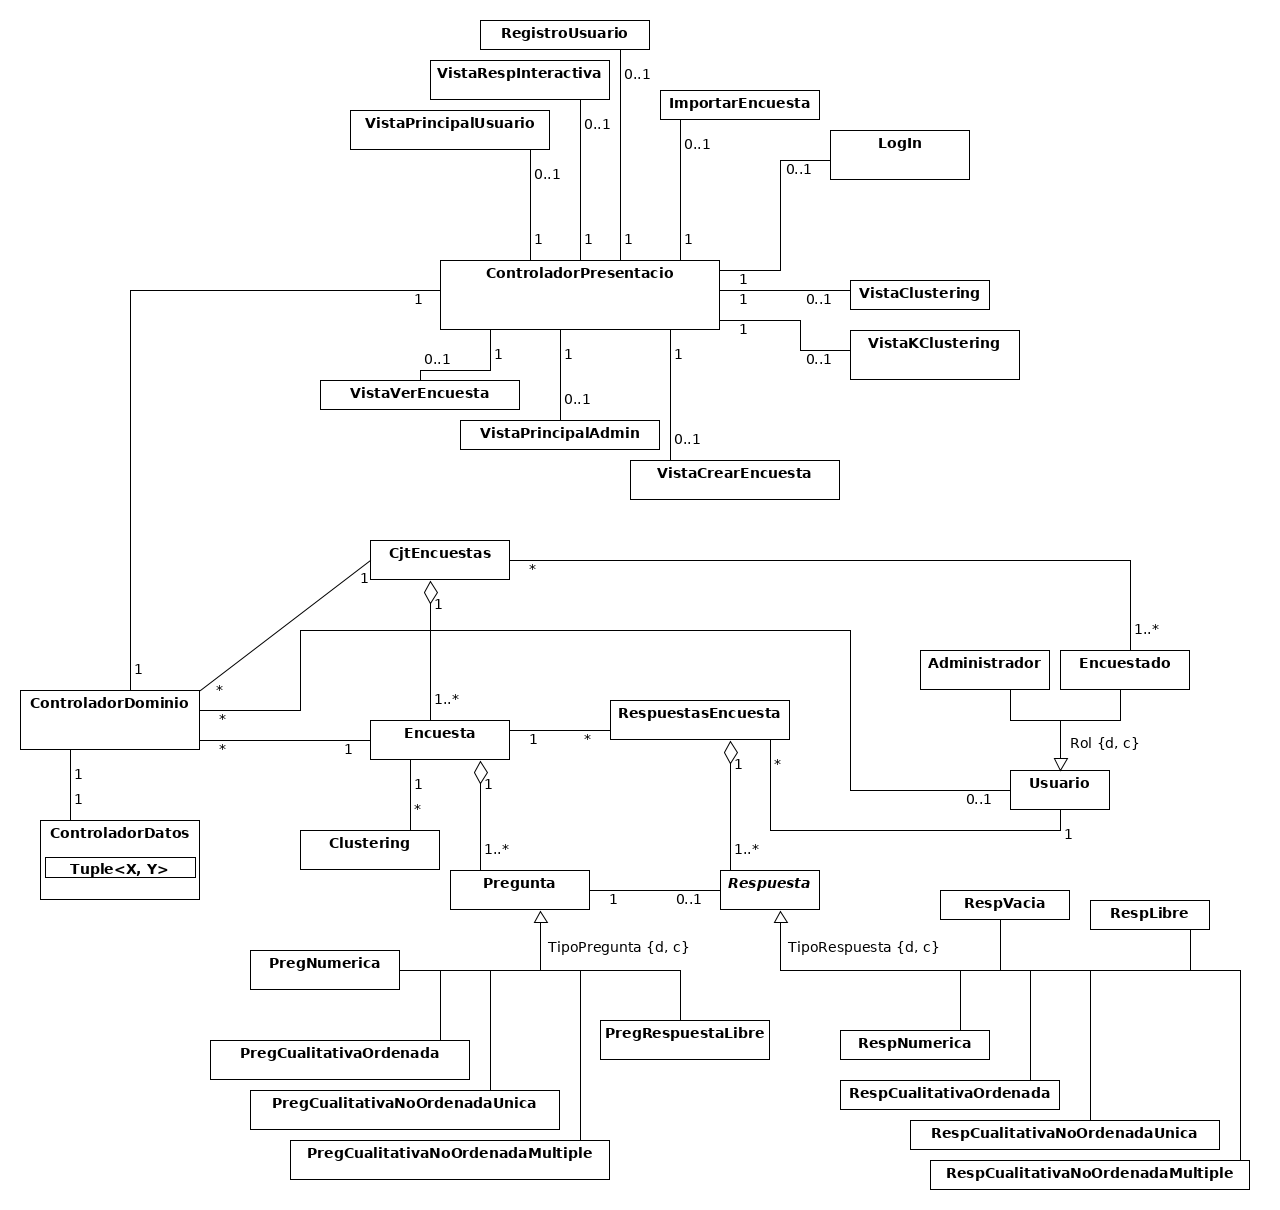 RegistroUsuario
VistaRespInteractiva
0..1
ImportarEncuesta
VistaPrincipalUsuario
0..1
LogIn
0..1
0..1
0..1
1
1
1
1
ControladorPresentacio
1
VistaClustering
1
1
0..1
1
VistaKClustering
0..1
1
1
1
0..1
VistaVerEncuesta
0..1
VistaPrincipalAdmin
0..1
VistaCrearEncuesta
CjtEncuestas
*
1
1
1..*
Administrador
Encuestado
1
*
ControladorDominio
1..*
*
RespuestasEncuesta
Encuesta
1
*
Rol {d, c}
*
1
1
1
*
Usuario
1
1
1
0..1
1
*
ControladorDatos
1
Clustering
1..*
1..*
Tuple<X, Y>
Pregunta
Respuesta
1
0..1
RespVacia
RespLibre
TipoPregunta {d, c}
TipoRespuesta {d, c}
PregNumerica
PregRespuestaLibre
RespNumerica
PregCualitativaOrdenada
RespCualitativaOrdenada
PregCualitativaNoOrdenadaUnica
RespCualitativaNoOrdenadaUnica
PregCualitativaNoOrdenadaMultiple
RespCualitativaNoOrdenadaMultiple